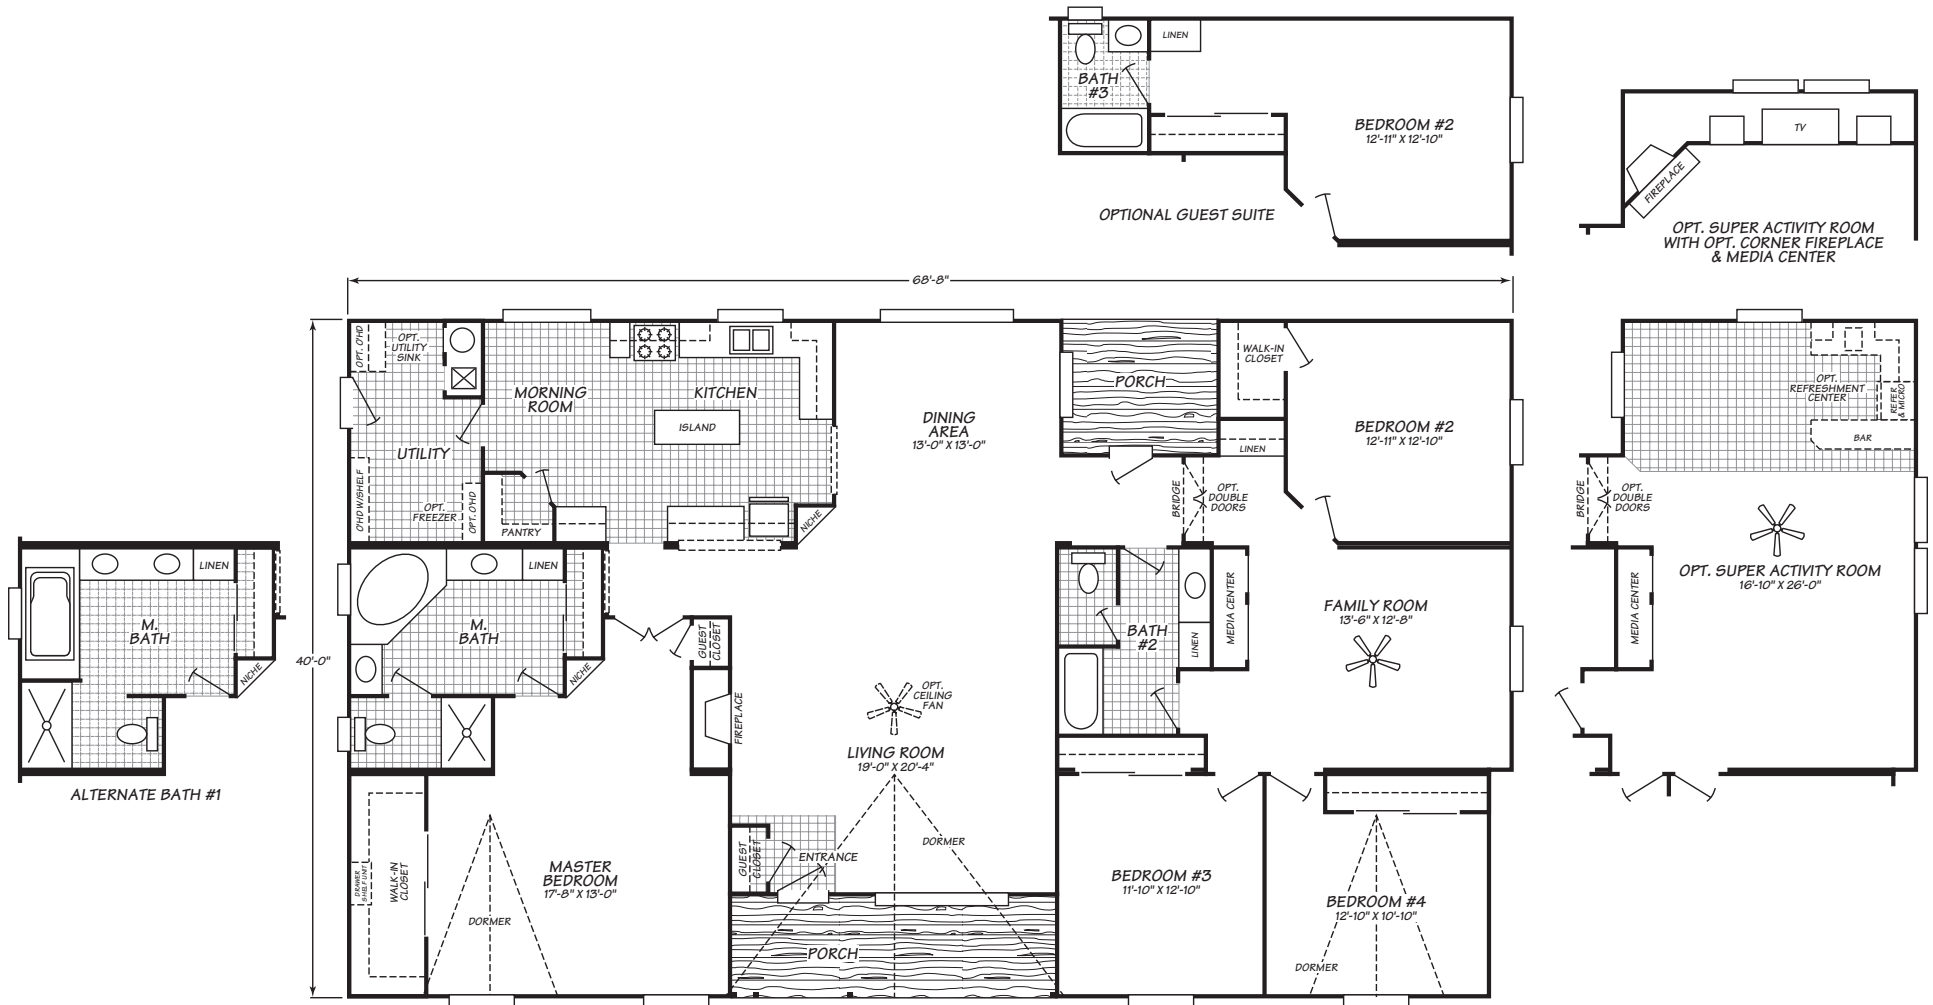 BATH
#3
LINEN
BEDROOM #2
12'-11" X 12'-10"
OPTIONAL GUEST SUITE
TV
FIREPLACE
OPT. SUPER ACTIVITY ROOM
WITH OPT. CORNER FIREPLACE
& MEDIA CENTER
68'-8"
40'-0"
LINEN
M.
BATH
NICHE
ALTERNATE BATH #1
OPT. O'HD
OPT.
UTILITY
SINK
UTILITY
O'HD W/SHELF
OPT.
FREEZER
OPT. O'HD
MORNING
ROOM
KITCHEN
ISLAND
PANTRY
NICHE
DINING
AREA
13'-0" X 13'-0"
PORCH
WALK-IN
CLOSET
LINEN
BRIDGE
OPT.
DOUBLE
DOORS
BEDROOM #2
12'-11" X 12'-10"
LINEN
M.
BATH
NICHE
GUEST
CLOSET
FIREPLACE
OPT.
CEILING
FAN
LIVING ROOM
19'-0" X 20'-4"
BATH
#2
LINEN
MEDIA CENTER
FAMILY ROOM
13'-6" X 12'-8"
DRAWER
SHELF UNIT
WALK-IN
CLOSET
MASTER
BEDROOM
17'-8" X 13'-0"
DORMER
GUEST
CLOSET
ENTRANCE
DORMER
PORCH
BEDROOM #3
11'-10" X 12'-10"
BEDROOM #4
12'-10" X 10'-10"
DORMER
OPT.
REFRESHMENT
CENTER
REFER
& MICRO
BAR
BRIDGE
OPT.
DOUBLE
DOORS
OPT. SUPER ACTIVITY ROOM
16'-10" X 26'-0"
MEDIA CENTER